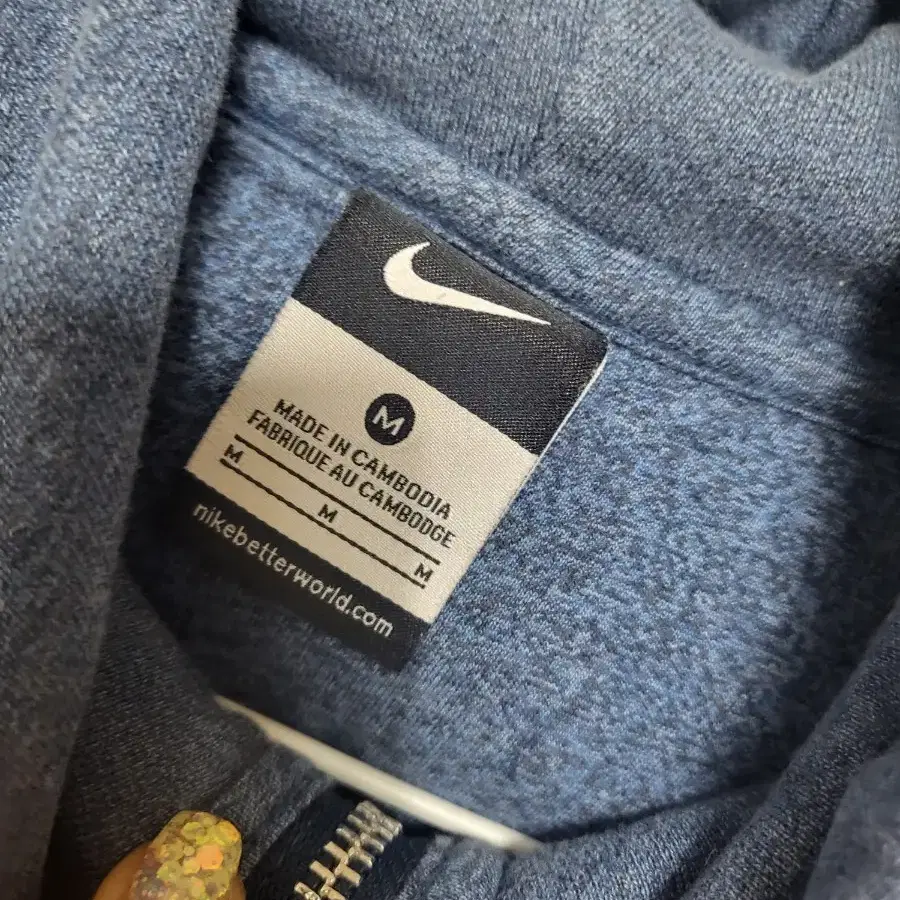 M
MADE IN CAMBODIA
FABRIQUE AU CAMBODGE
M M M
nikebetterworld.com